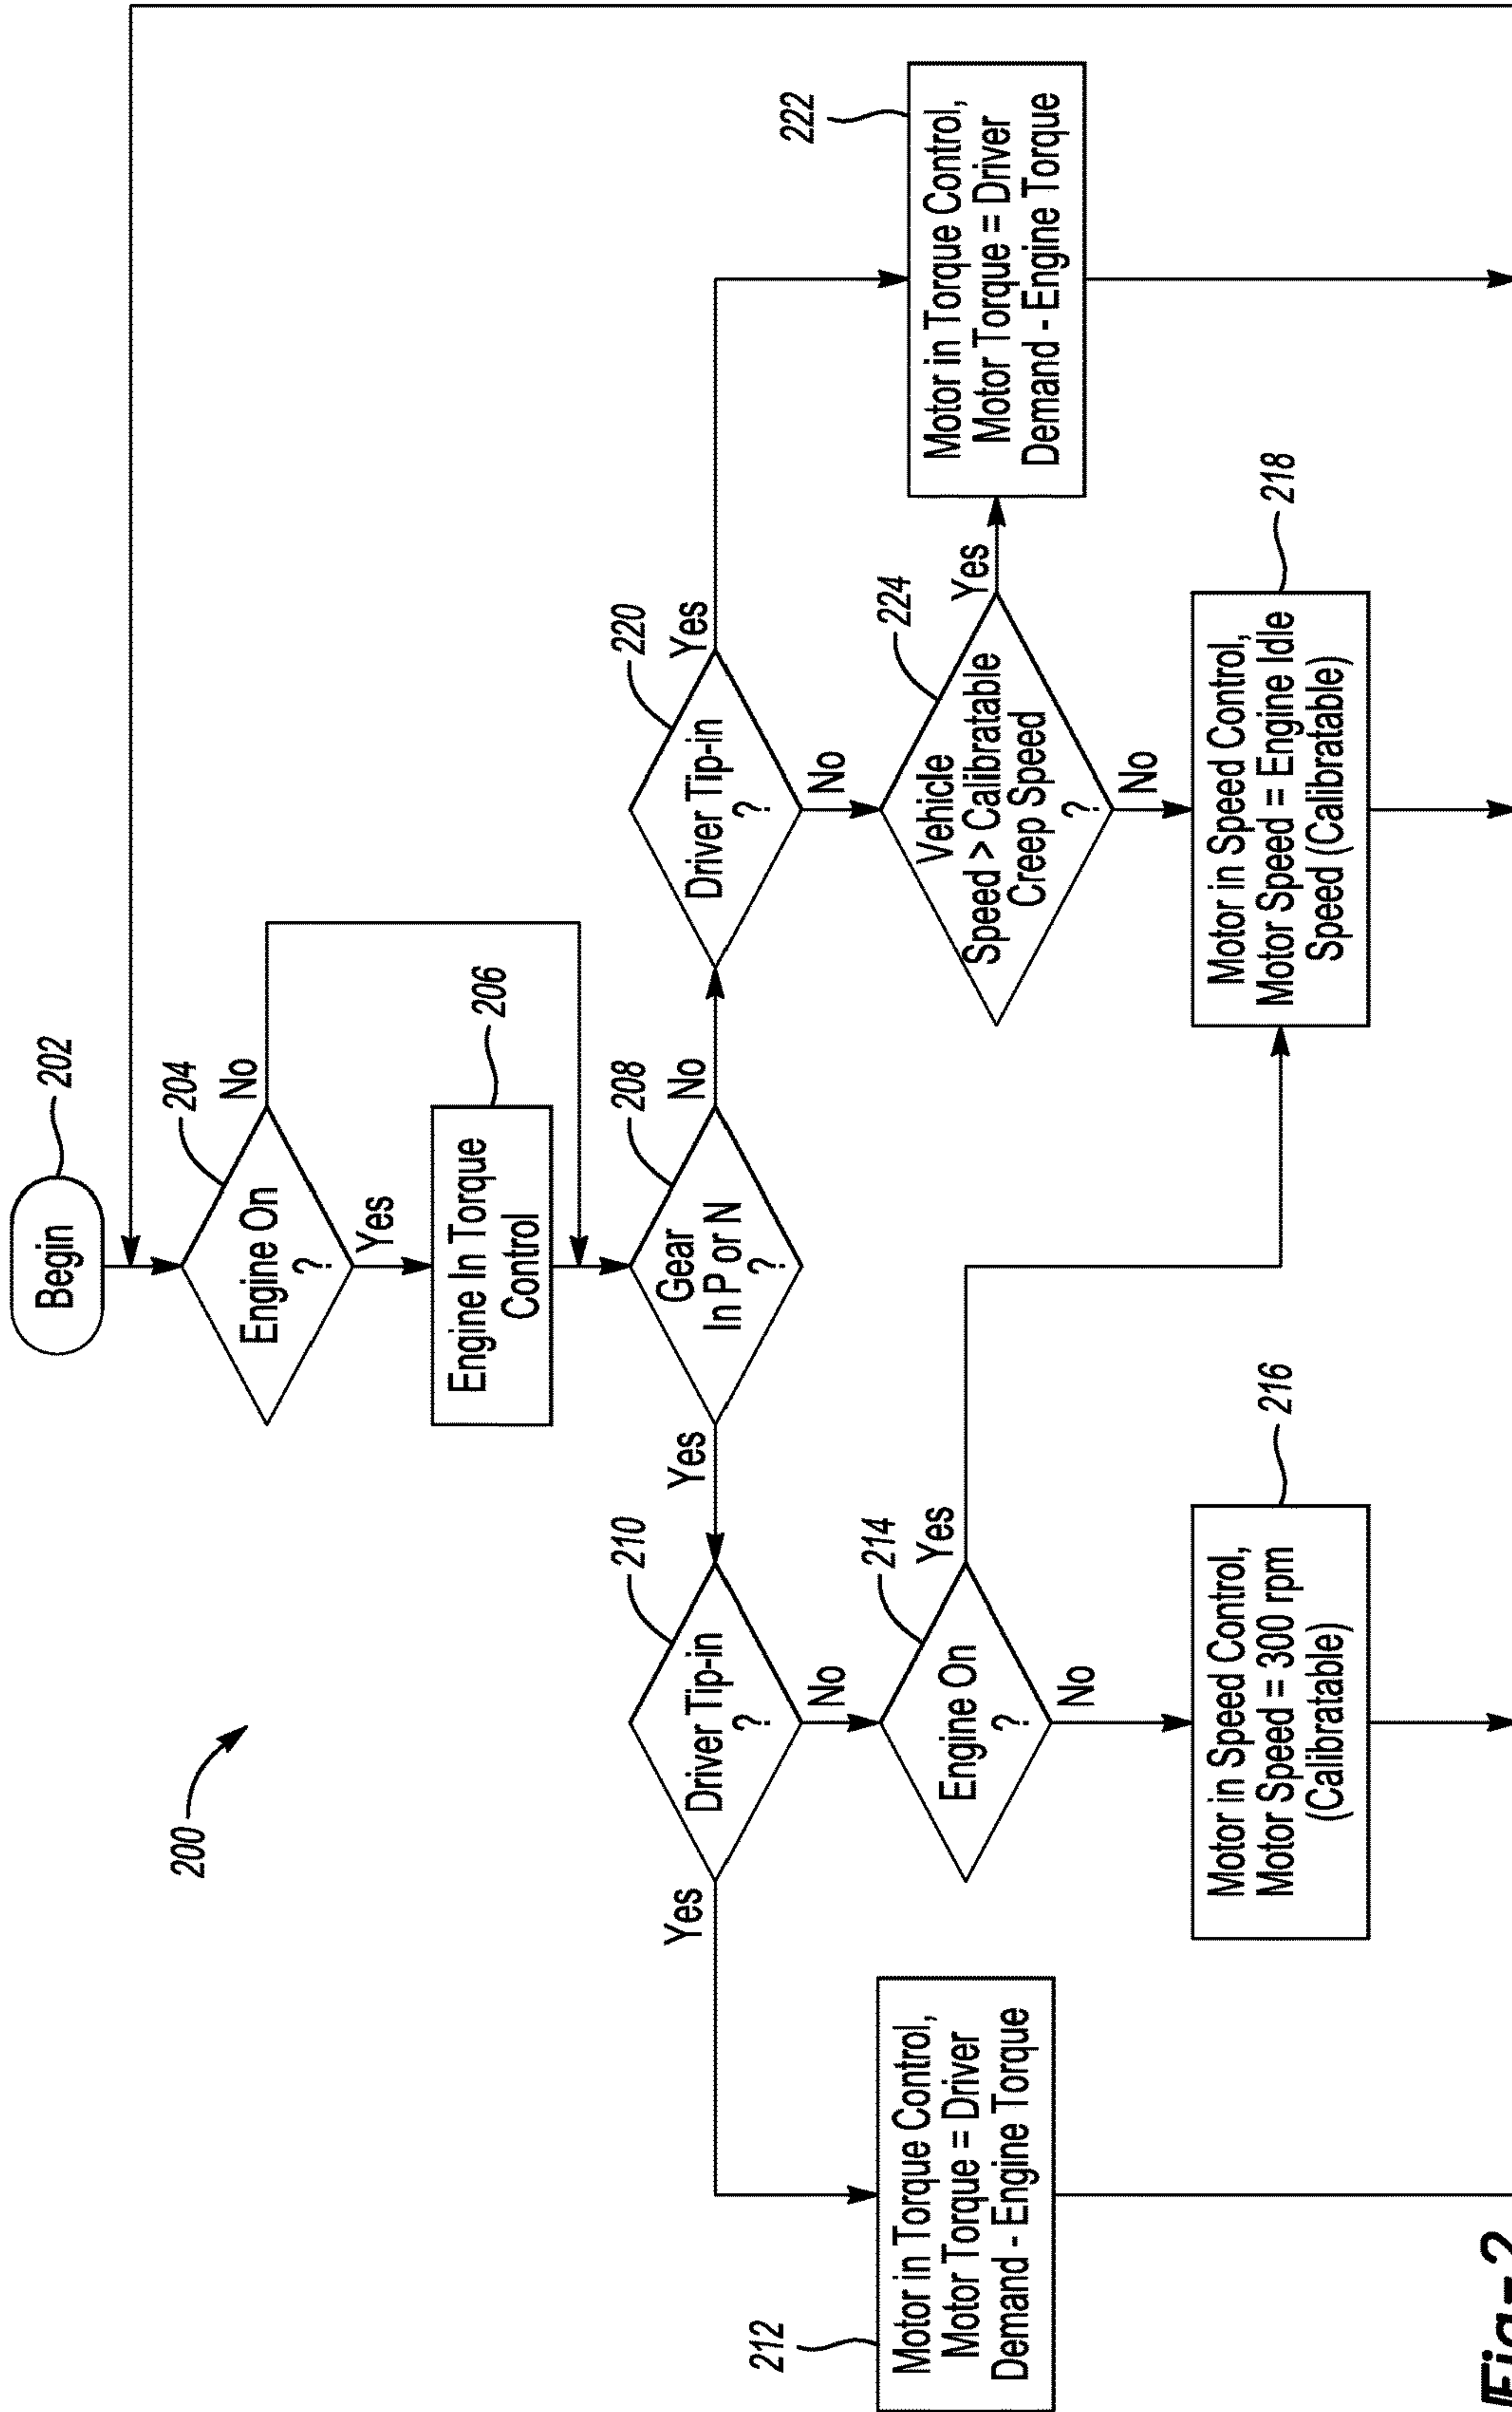 200
Begin
202
Engine On
?
204
No
Yes
Engine In Torque
Control
206
Gear
In P or N
?
208
Yes
No
Driver Tip-in
?
210
Yes
No
Driver Tip-in
?
220
Yes
No
Motor in Torque Control,
Motor Torque = Driver
Demand - Engine Torque
212
Engine On
?
214
Yes
No
Vehicle
Speed > Calibratable
Creep Speed
?
224
Yes
No
Motor in Torque Control,
Motor Torque = Driver
Demand - Engine Torque
222
Motor in Speed Control,
Motor Speed = 300 rpm
(Calibratable)
216
Motor in Speed Control,
Motor Speed = Engine Idle
Speed (Calibratable)
218
Fig-2